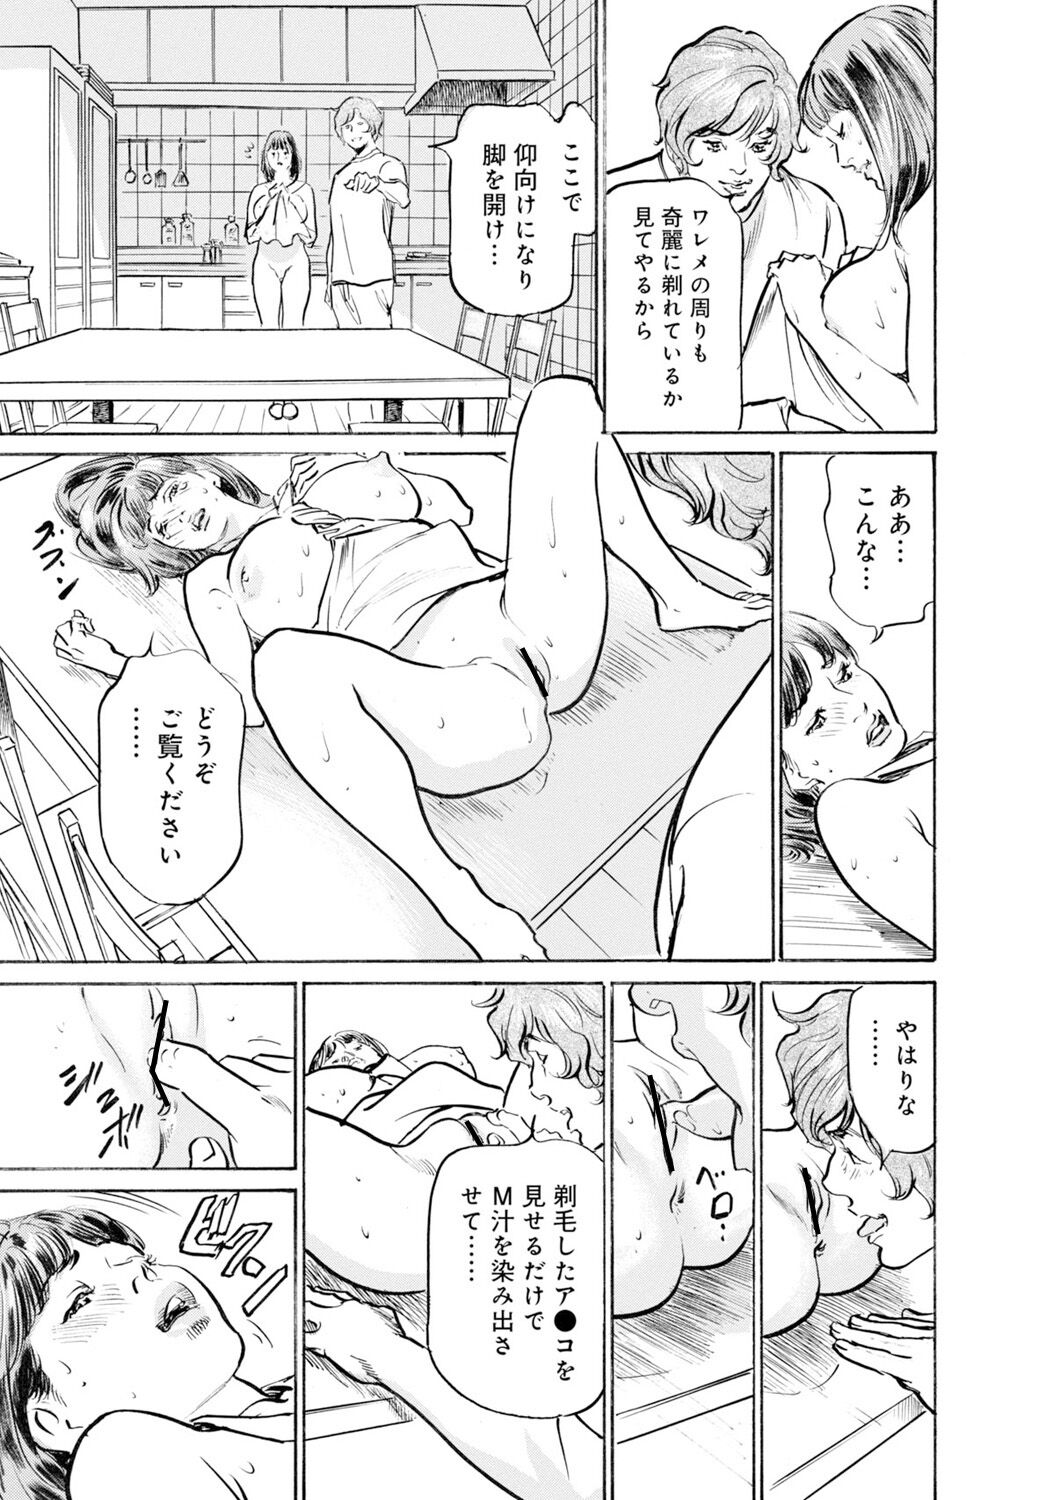 ワレメの周りも
奇麗に剃れているか
見てやるから
ここで
仰向けになり
脚を開け…
ああ…
こんな…
ズブン
どうぞ
ご覧ください
……
やはりな
……
ベロ…
剃毛したア●コを
見せるだけで
M汁を染み出さ
せて……